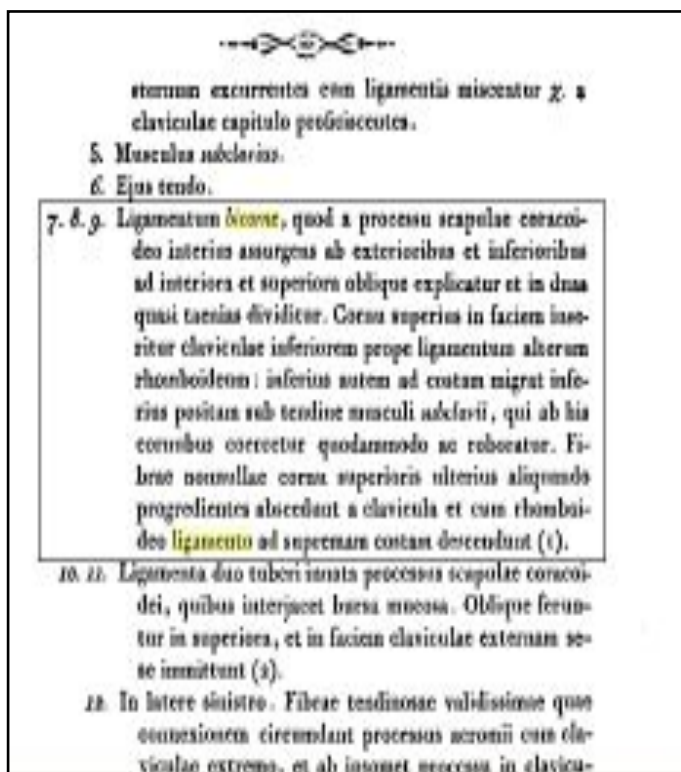 sternum excurrentes cum ligamentis miscentur χ. a
claviculae capitulo proficiscentes.
5. Musculus subclavius.
6. Ejus tendo.
7. 8. 9. Ligamentum bicorne, quod a processu scapulae coracoi-
deo interius assurgens ab exterioribus et inferioribus
ad interiora et superiora oblique explicatur et in duas
quasi taenias dividitur. Cornu superius in faciem inse-
ritur claviculae inferiorem prope ligamentum alterum
rhomboideum: inferius autem ad costam migrat infe-
rius positam sub tendine musculi subclavii, qui ab his
cornubus coercetur quodammodo ac roboratur. Fi-
brae nonnullae cornu superioris ulterius aliquando
progredientes abscedunt a clavicula et cum rhomboi-
deo ligamento ad supremam costam descendunt (1).
10. 11. Ligamenta duo tuberi innata processus scapulae coracoi-
dei, quibus interjacet bursa mucosa. Oblique ferun-
tur in superiora, et in faciem claviculae externam se-
se immittunt (2).
12. In latere sinistro. Fibrae tendinosae validissimae quae
connexionem circumdant processus acromii cum cla-
viculae extremo, et ab ipsomet processu in clavicu-